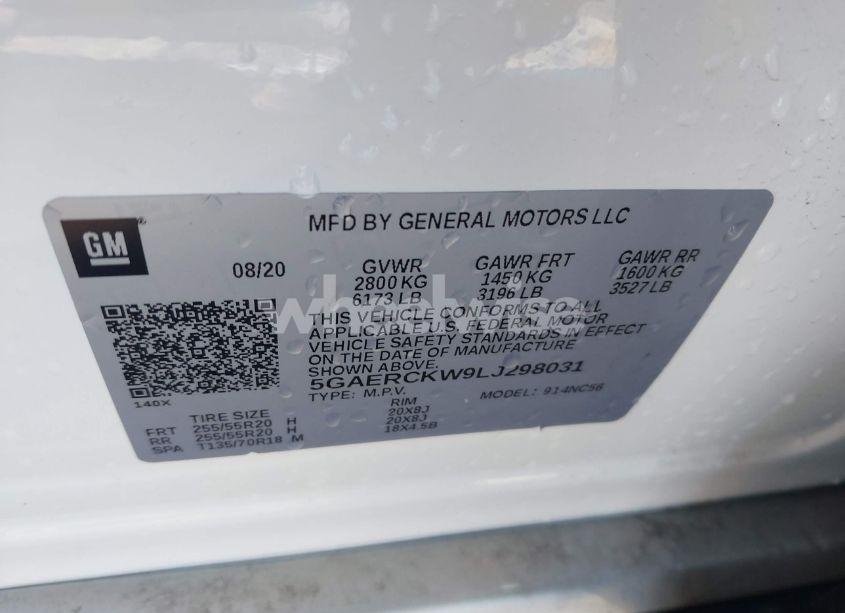 GM
MFD BY GENERAL MOTORS LLC
08/20
GVWR GAWR FRT GAWR RR
2800 KG 1450 KG 1600 KG
6173 LB 3196 LB 3527 LB
THIS VEHICLE CONFORMS TO ALL
APPLICABLE U.S. FEDERAL MOTOR
VEHICLE SAFETY STANDARDS IN EFFECT
ON THE DATE OF MANUFACTURE
SHOWN ABOVE.
5GAERCKW9LJ298031
TYPE: M.P.V. MODEL: 914NC56
140X
TIRE SIZE RIM
FRT 255/55R20 H 20X8J
RR 255/55R20 H 20X8J
SPA T135/70R18 M 18X4.5B